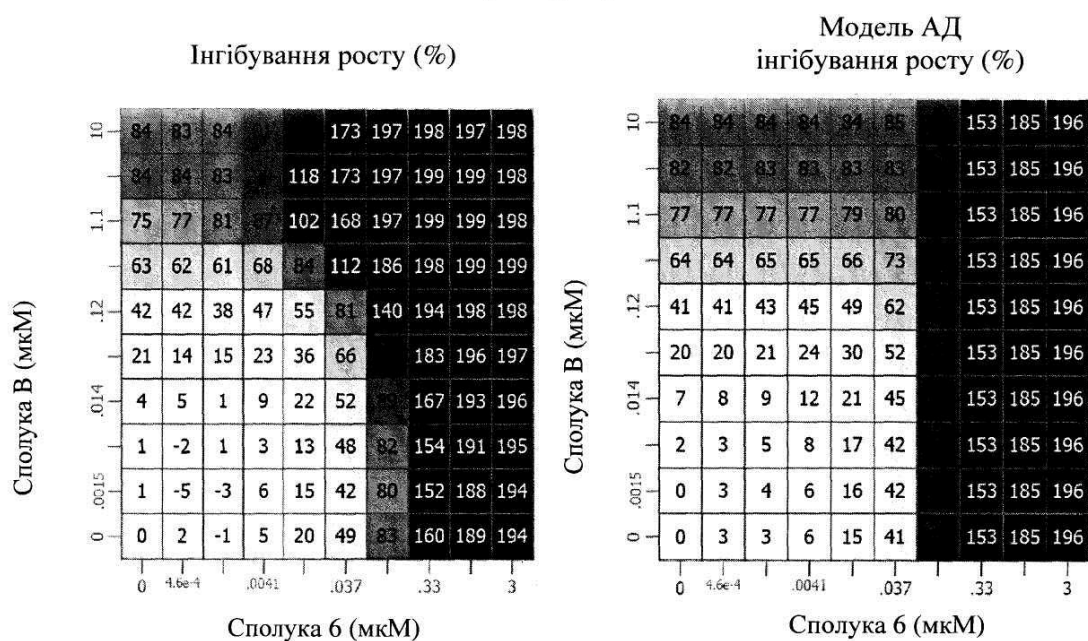 Інгібування росту (%)
Модель АД
інгібування росту (%)
Сполука В (мкМ)
10
1.1
.12
.014
.0015
0
84 83 84 173 197 198 197 198
84 84 83 118 173 197 199 199 198
75 77 81 87 102 168 197 199 199 198
63 62 61 68 84 112 186 198 199 199
42 42 38 47 55 81 140 194 198 198
21 14 15 23 36 66 183 196 197
4 5 1 9 22 52 167 193 196
1 -2 1 3 13 48 82 154 191 195
1 -5 -3 6 15 42 80 152 188 194
0 2 -1 5 20 49 83 160 189 194
0 4.6e-4 .0041 .037 .33 3
Сполука 6 (мкМ)
Сполука В (мкМ)
10
1.1
.12
.014
.0015
0
84 84 84 84 84 85 153 185 196
82 82 83 83 83 83 153 185 196
77 77 77 77 79 80 153 185 196
64 64 65 65 66 73 153 185 196
41 41 43 45 49 62 153 185 196
20 20 21 24 30 52 153 185 196
7 8 9 12 21 45 153 185 196
2 3 5 8 17 42 153 185 196
0 3 4 6 16 42 153 185 196
0 3 3 6 15 41 153 185 196
0 4.6e-4 .0041 .037 .33 3
Сполука 6 (мкМ)